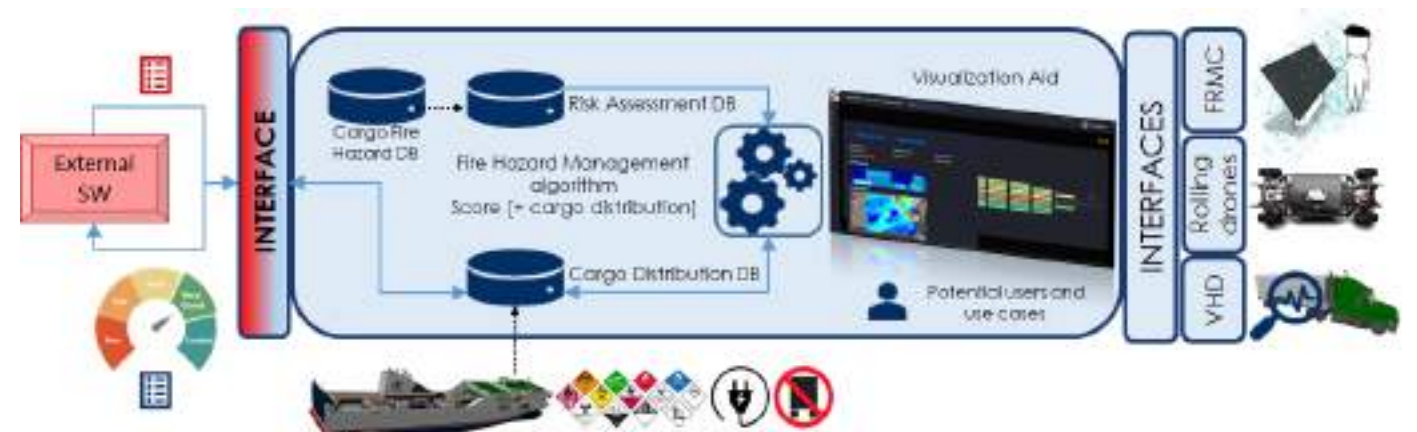 External
SW
INTERFACE
Cargo Fire
Hazard DB
Risk Assessment DB
Fire Hazard Management
algorithm
Score (+ cargo distribution)
Cargo Distribution DB
Visualization Aid
Potential users and
use cases
INTERFACES
FRMC
Rolling
drones
VHD